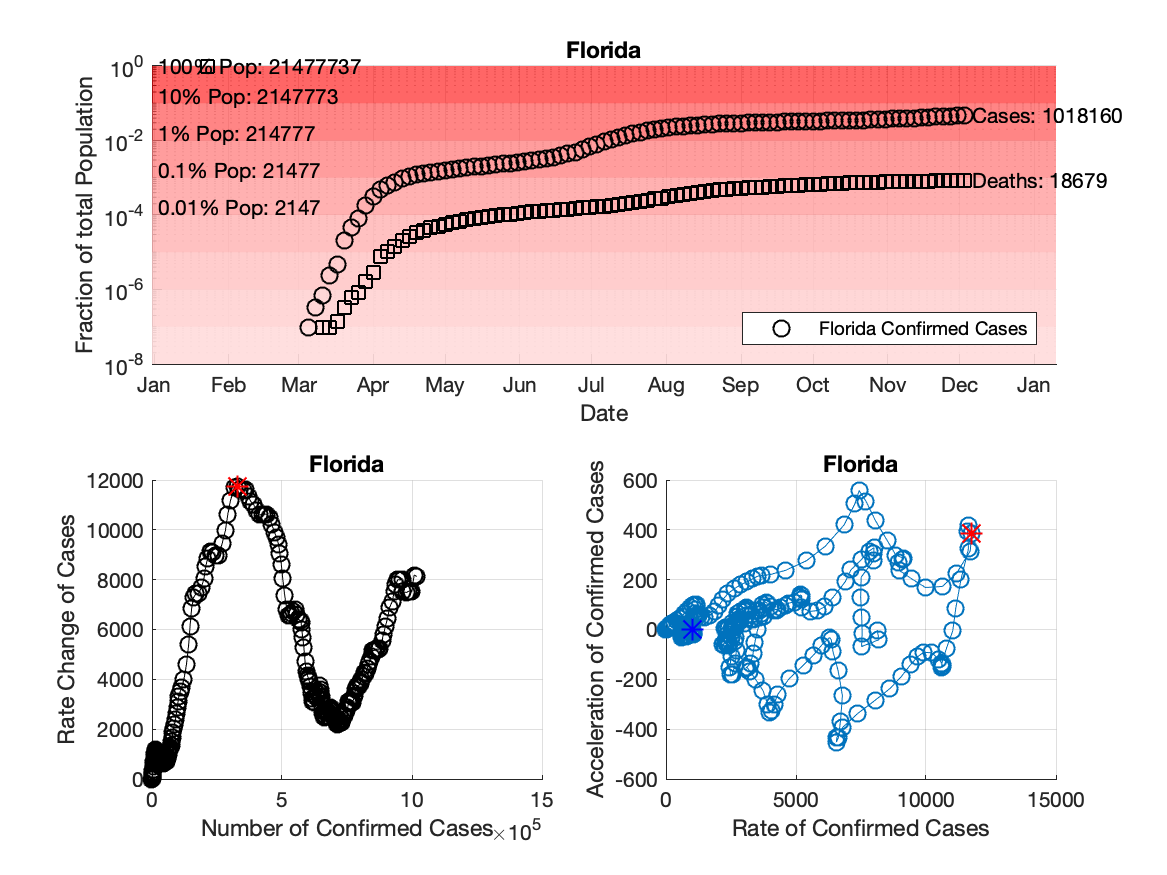 Florida
10^0
10^-2
10^-4
10^-6
10^-8
Fraction of total Population
100% Pop: 21477737
10% Pop: 2147773
1% Pop: 214777
0.1% Pop: 21477
0.01% Pop: 2147
Cases: 1018160
Deaths: 18679
Florida Confirmed Cases
Jan Feb Mar Apr May Jun Jul Aug Sep Oct Nov Dec Jan
Date
Florida
12000
10000
8000
6000
4000
2000
0
Rate Change of Cases
0 5 10 15
Number of Confirmed Cases ×10^5
Florida
600
400
200
0
-200
-400
-600
Acceleration of Confirmed Cases
0 5000 10000 15000
Rate of Confirmed Cases